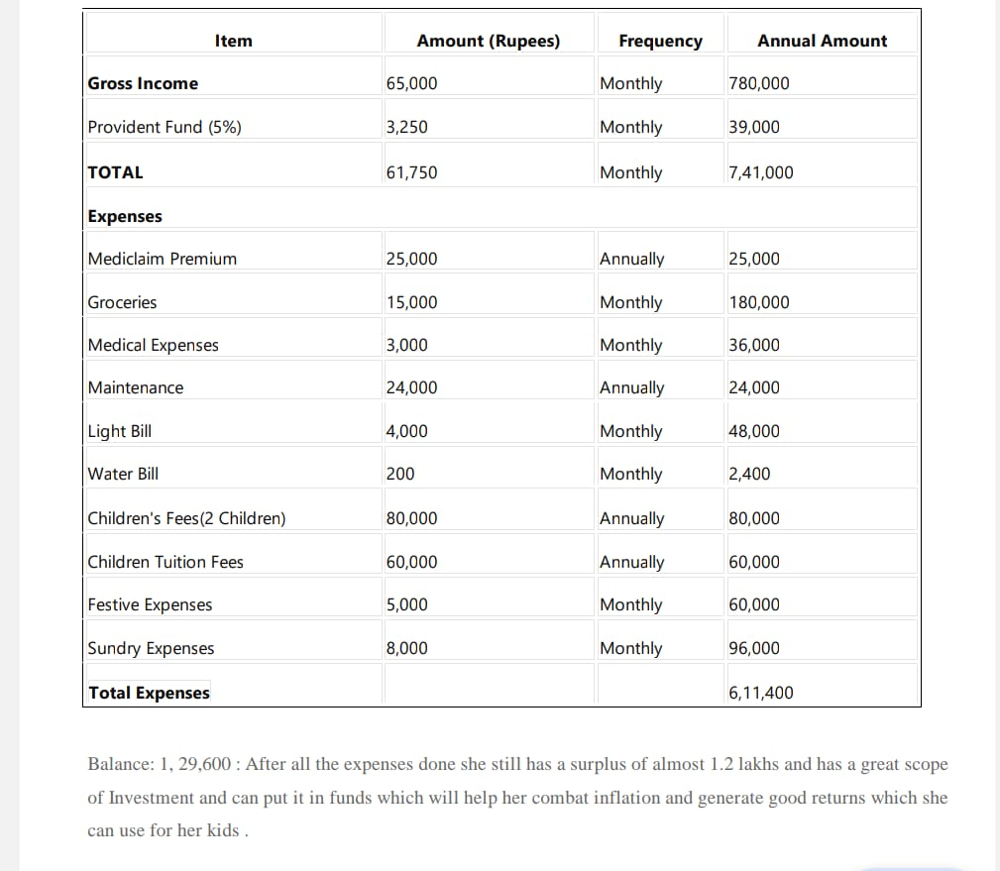 Item Amount (Rupees) Frequency Annual Amount
Gross Income 65,000 Monthly 780,000
Provident Fund (5%) 3,250 Monthly 39,000
TOTAL 61,750 Monthly 7,41,000
Expenses
Mediclaim Premium 25,000 Annually 25,000
Groceries 15,000 Monthly 180,000
Medical Expenses 3,000 Monthly 36,000
Maintenance 24,000 Annually 24,000
Light Bill 4,000 Monthly 48,000
Water Bill 200 Monthly 2,400
Children's Fees(2 Children) 80,000 Annually 80,000
Children Tuition Fees 60,000 Annually 60,000
Festive Expenses 5,000 Monthly 60,000
Sundry Expenses 8,000 Monthly 96,000
Total Expenses 6,11,400
Balance: 1, 29,600 : After all the expenses done she still has a surplus of almost 1.2 lakhs and has a great scope
of Investment and can put it in funds which will help her combat inflation and generate good returns which she
can use for her kids .